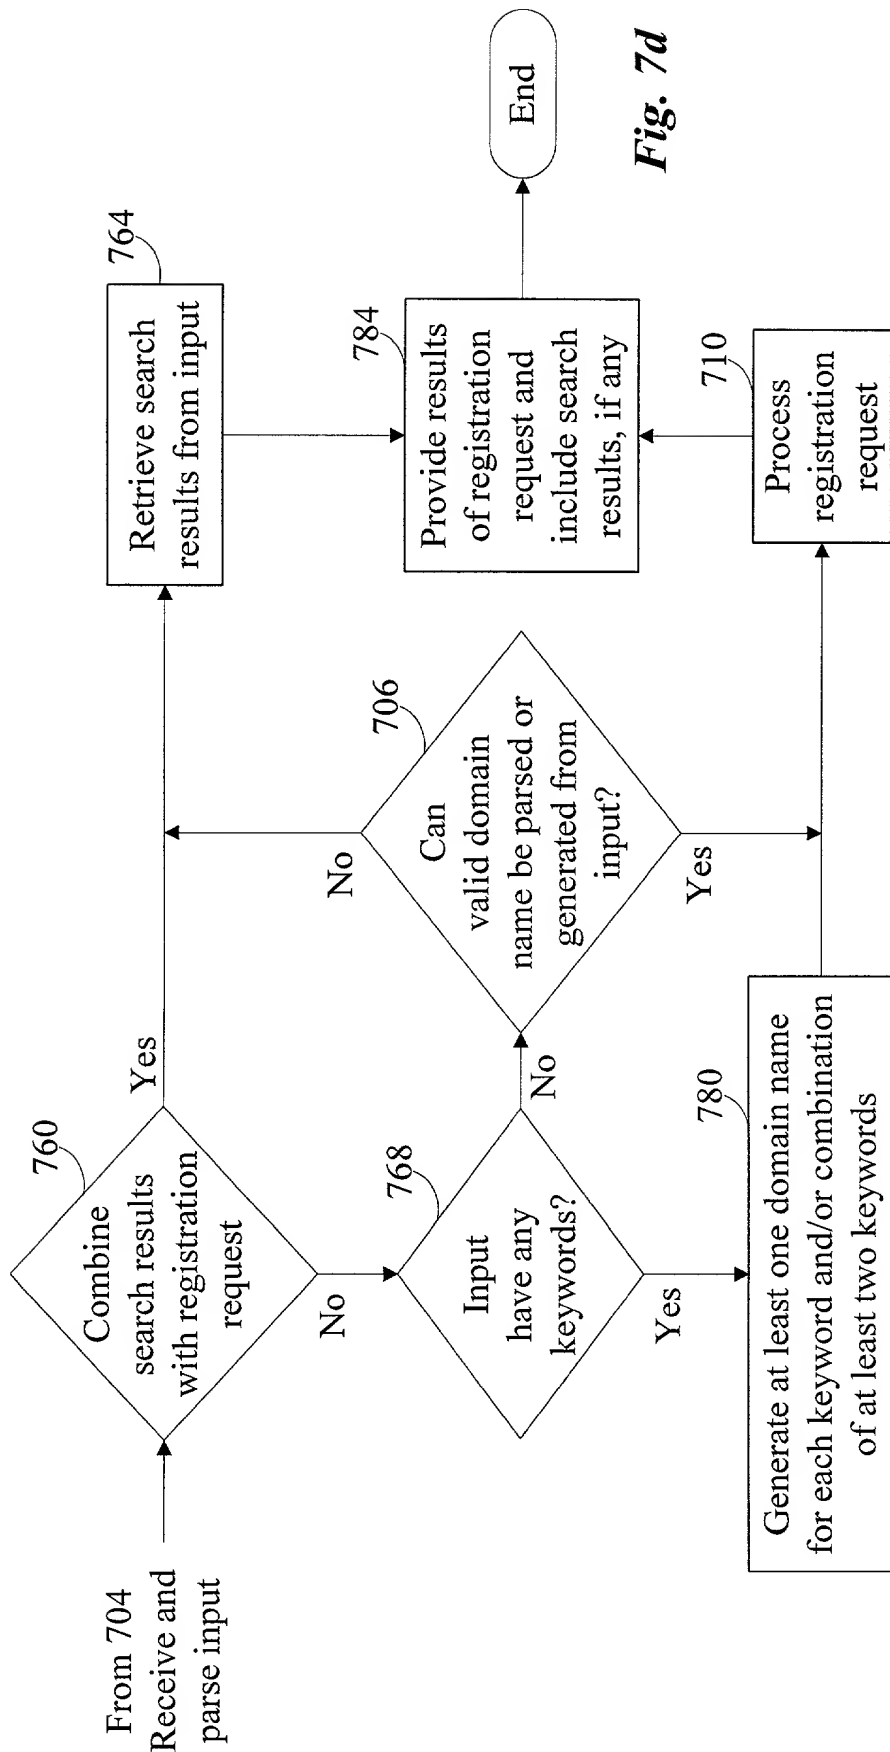 From 704
Receive and
parse input
760
Combine
search results
with registration
request
Yes
No
764
Retrieve search
results from input
768
Input
have any
keywords?
No
Yes
706
Can
valid domain
name be parsed or
generated from
input?
No
Yes
784
Provide results
of registration
request and
include search
results, if any
End
780
Generate at least one domain name
for each keyword and/or combination
of at least two keywords
710
Process
registration
request
Fig. 7d